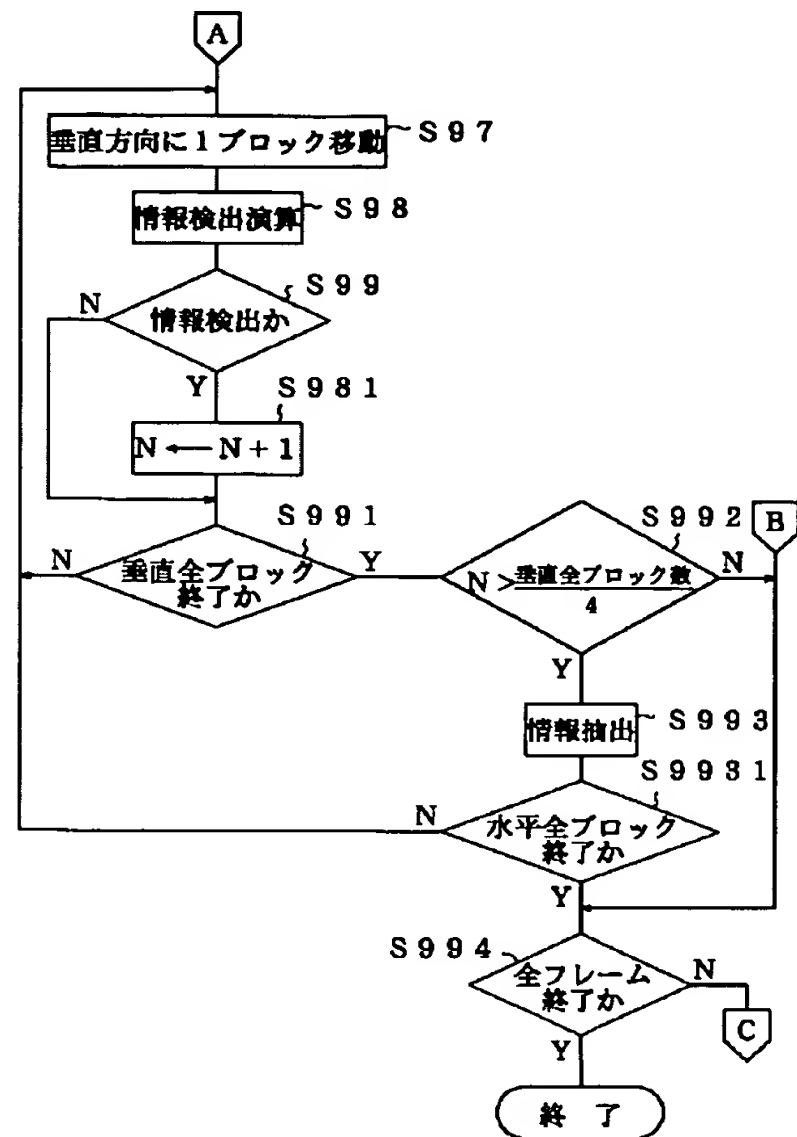 A
垂直方向に1ブロック移動
S97
情報検出演算
S98
情報検出か
S99
N
Y
S981
N ← N+1
S991
垂直全ブロック
終了か
N
Y
S992
N > 垂直全ブロック数
4
N
B
Y
情報抽出
S993
S9931
水平全ブロック
終了か
N
Y
S994
全フレーム
終了か
N
C
Y
終 了